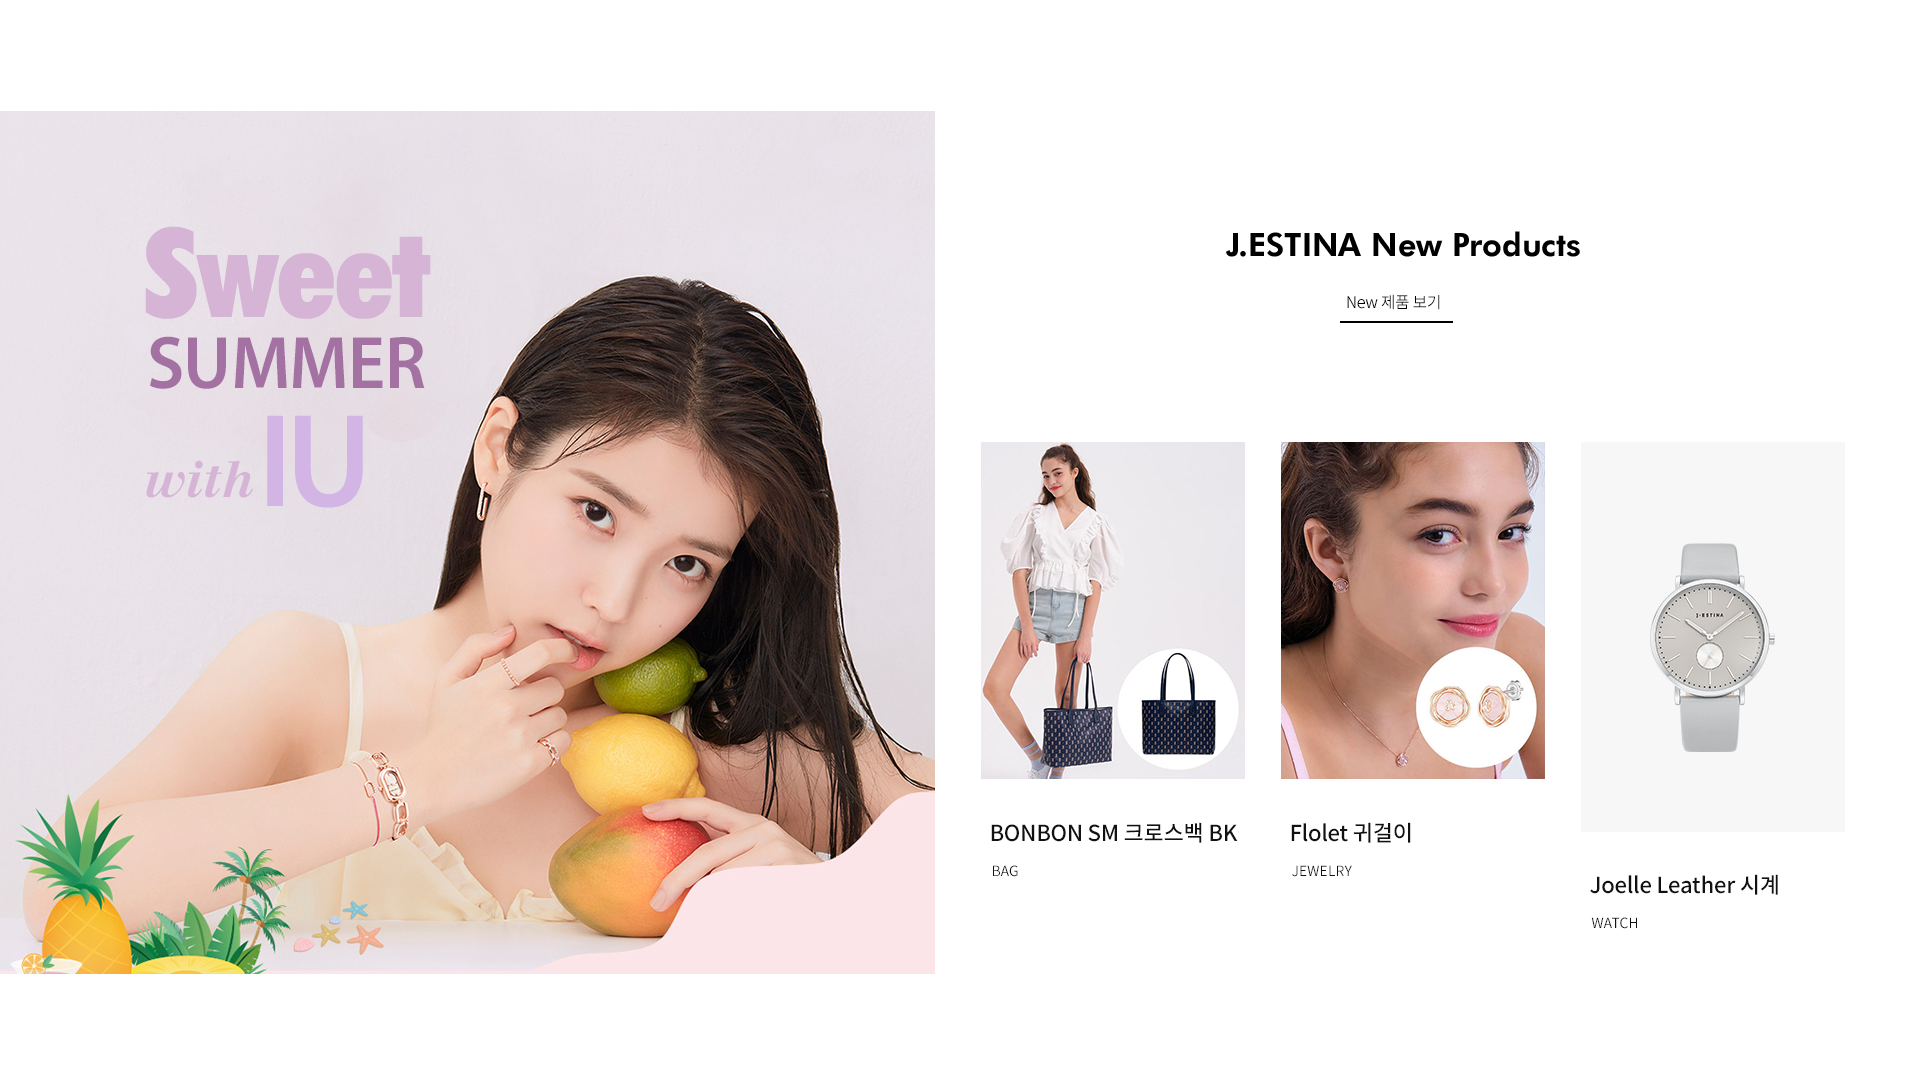 Sweet
SUMMER
with IU
J.ESTINA New Products
New 제품 보기
J·ESTINA
BONBON SM 크로스백 BK
BAG
Flolet 귀걸이
JEWELRY
Joelle Leather 시계
WATCH